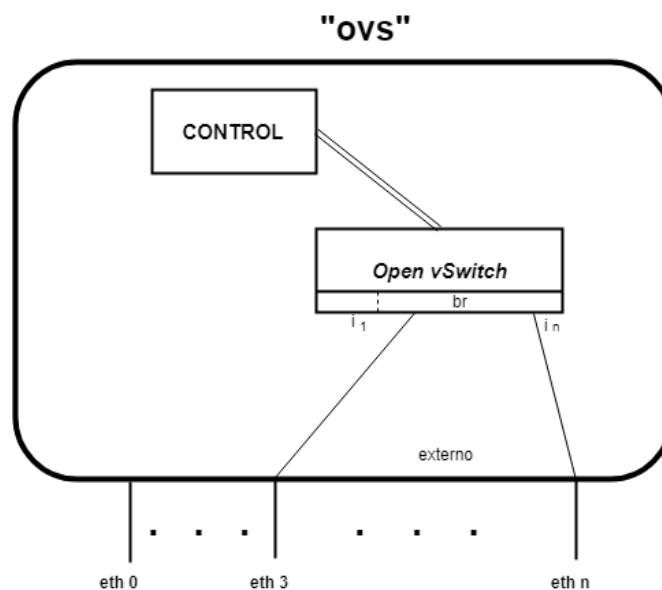 "ovs"
CONTROL
Open vSwitch
br
i 1
i n
externo
eth 0
eth 3
eth n